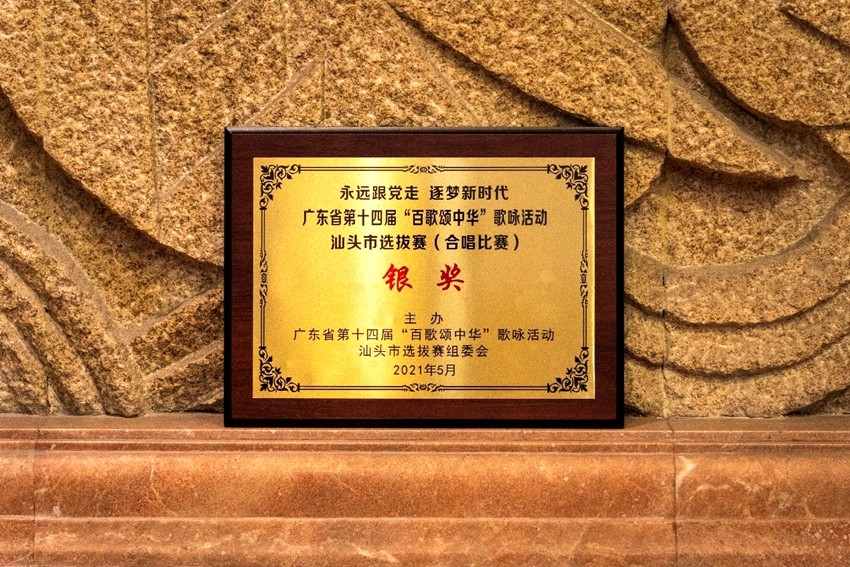 永远跟党走 逐梦新时代
广东省第十四届“百歌颂中华”歌咏活动
汕头市选拔赛（合唱比赛）
银奖
主 办
广东省第十四届“百歌颂中华”歌咏活动
汕头市选拔赛组委会
2021年5月